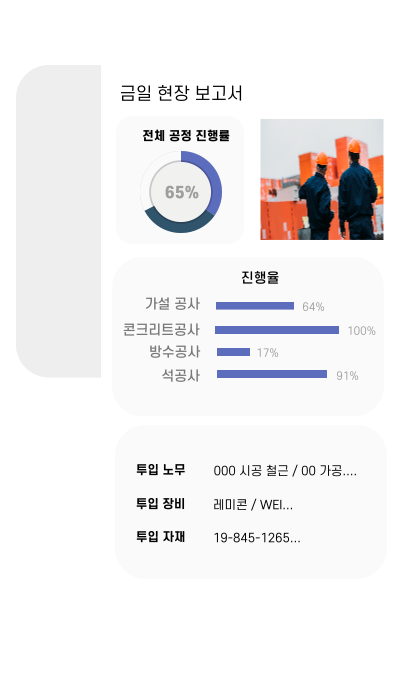 금일 현장 보고서
전체 공정 진행률
65%
진행율
가설 공사 64%
콘크리트공사 100%
방수공사 17%
석공사 91%
투입 노무 000 시공 철근 / 00 가공....
투입 장비 레미콘 / WEI...
투입 자재 19-845-1265...